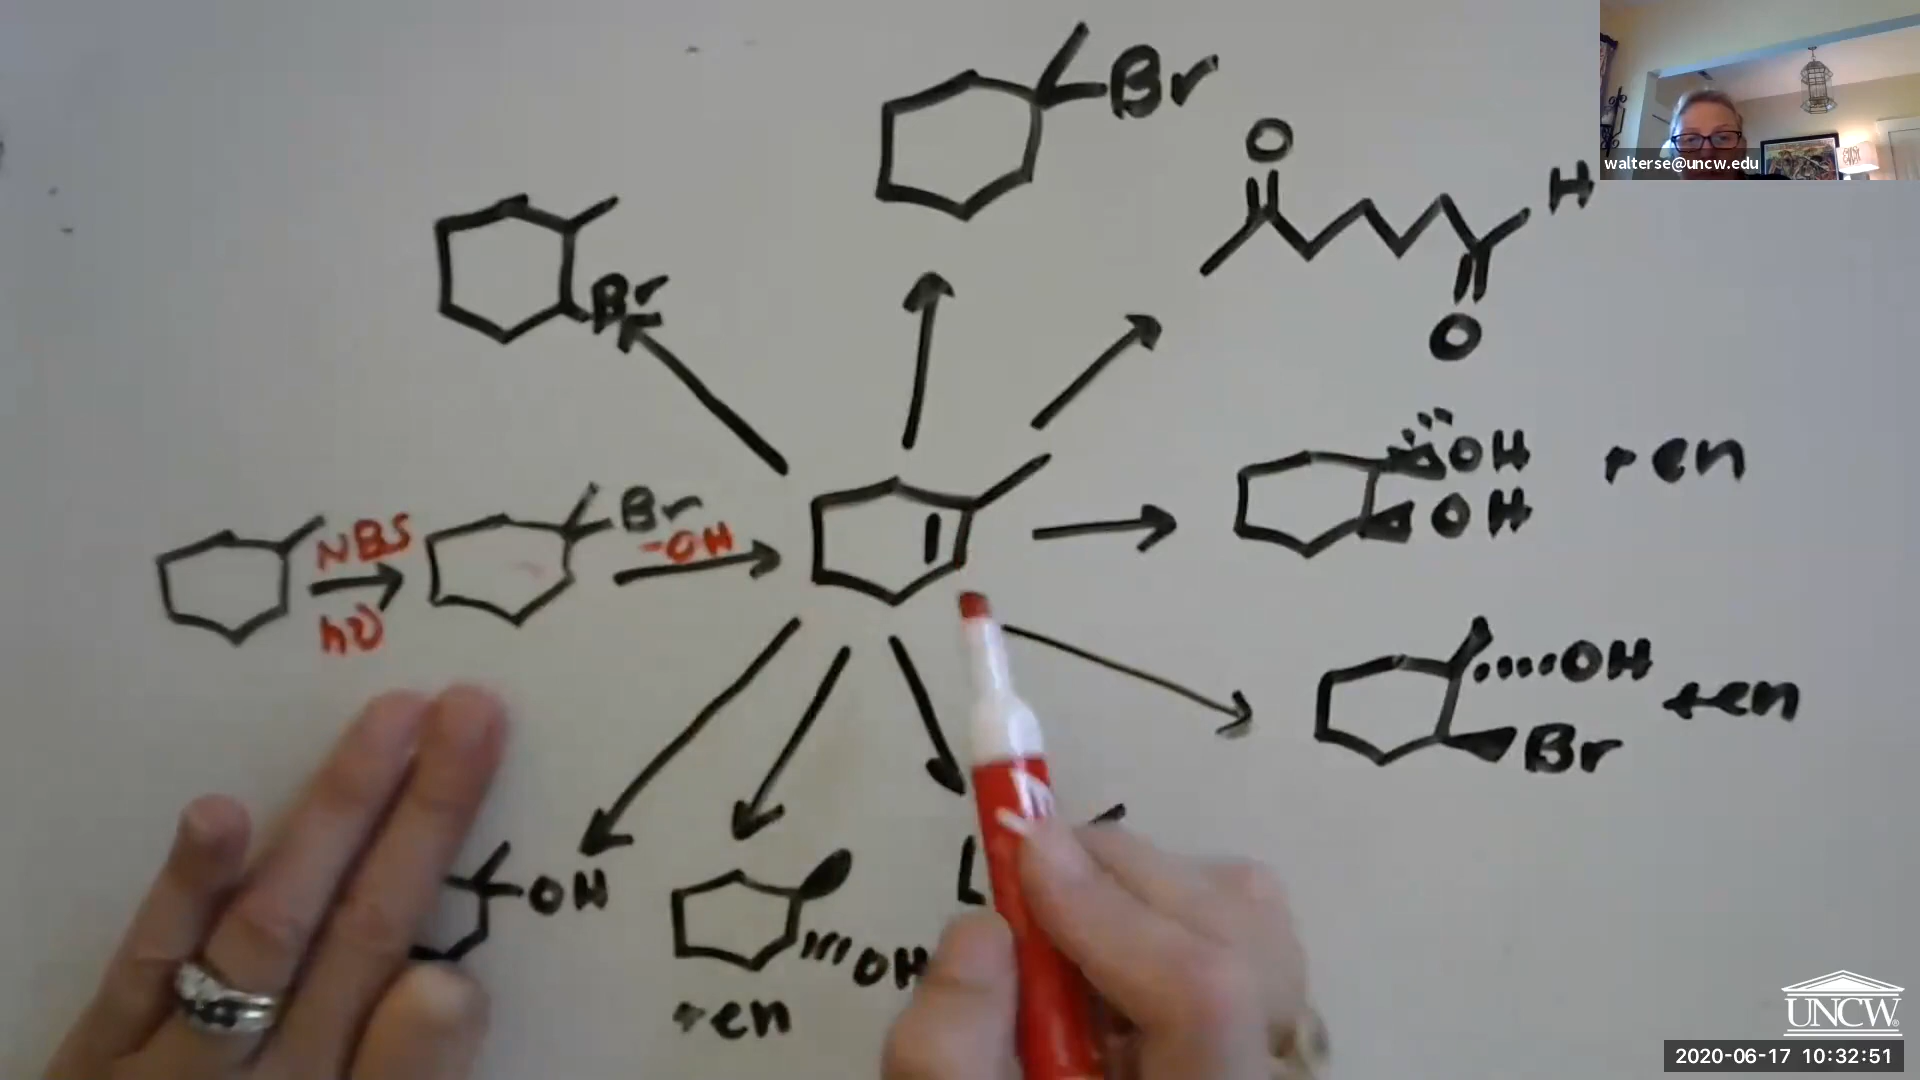 Br
O
H
walterse@uncw.edu
Br
O
OH + en
OH
NBS
hν
Br
-OH
OH
+ en
Br
OH
OH
+ en
UNCW
2020-06-17 10:32:51